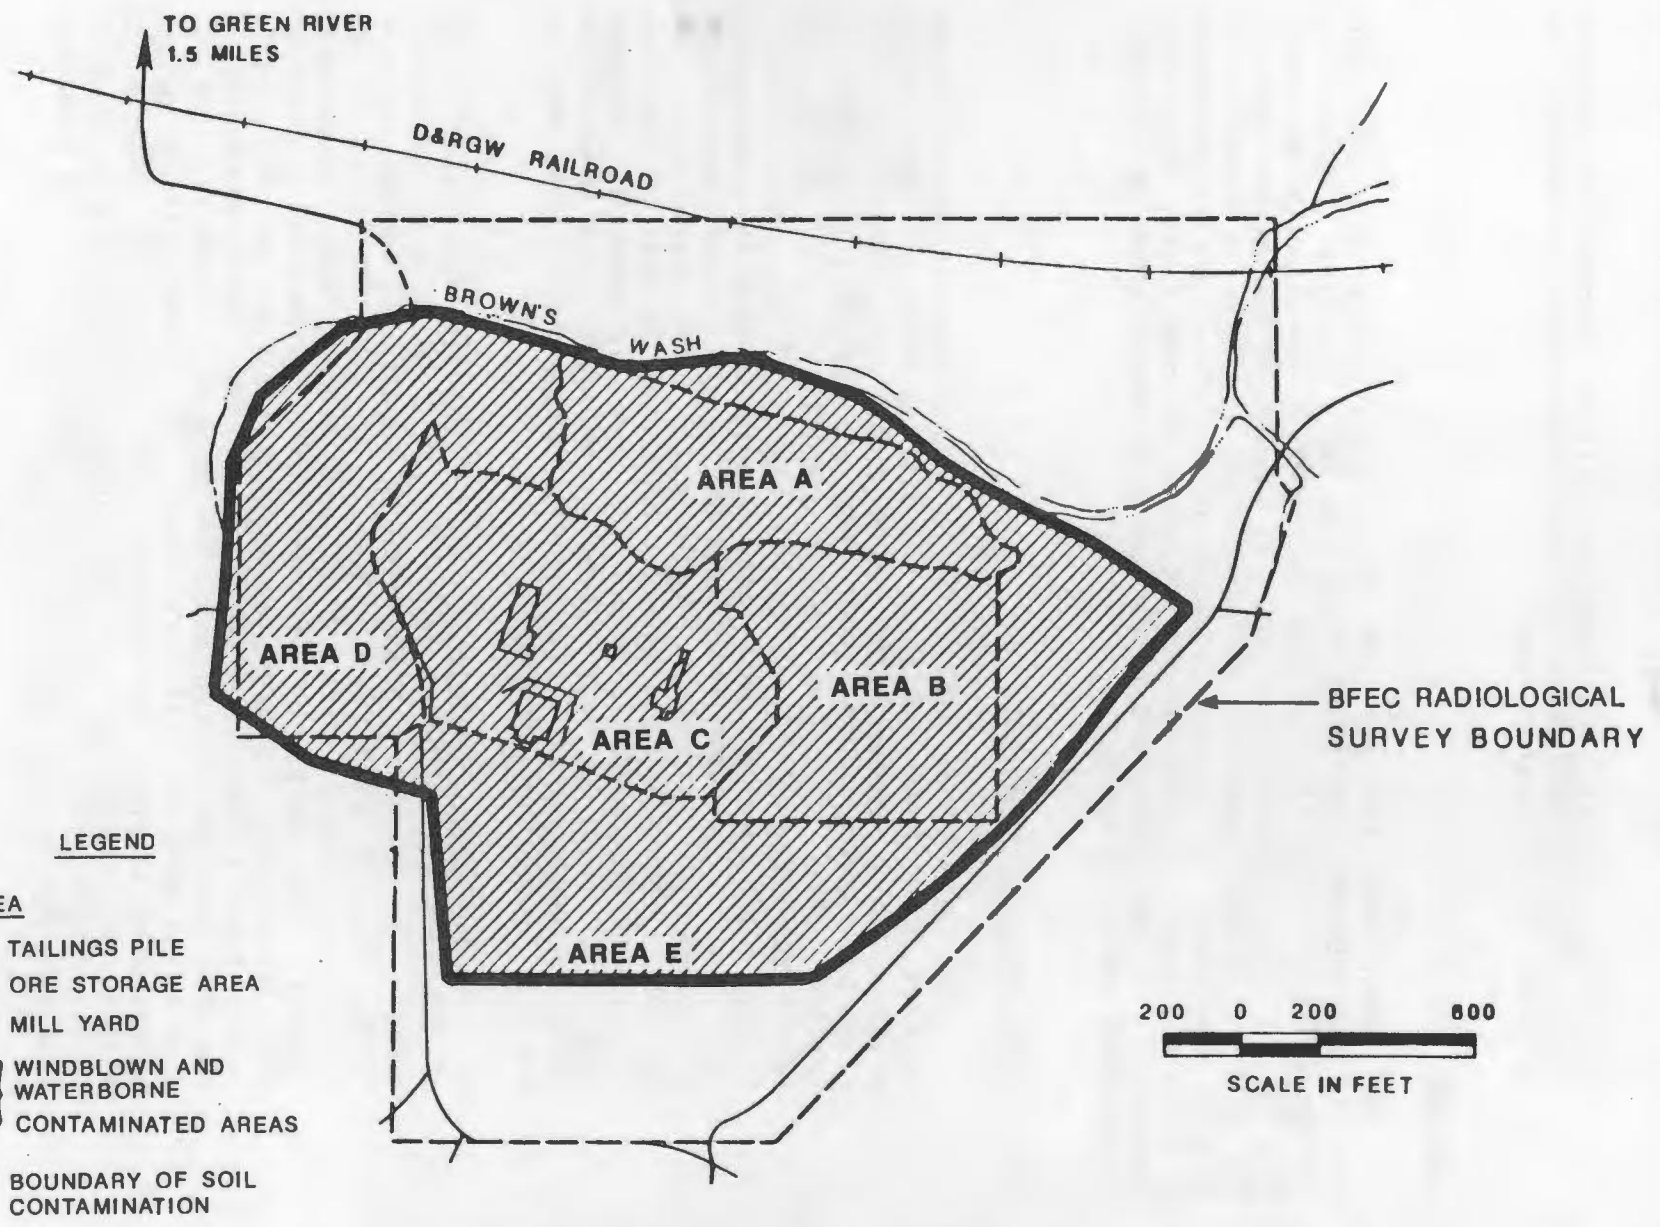 TO GREEN RIVER
1.5 MILES
D&RGW RAILROAD
BROWN'S
WASH
AREA A
AREA D
AREA B
AREA C
BFEC RADIOLOGICAL
SURVEY BOUNDARY
AREA E
LEGEND
EA
TAILINGS PILE
ORE STORAGE AREA
MILL YARD
WINDBLOWN AND
WATERBORNE
CONTAMINATED AREAS
BOUNDARY OF SOIL
CONTAMINATION
200 0 200 600
SCALE IN FEET